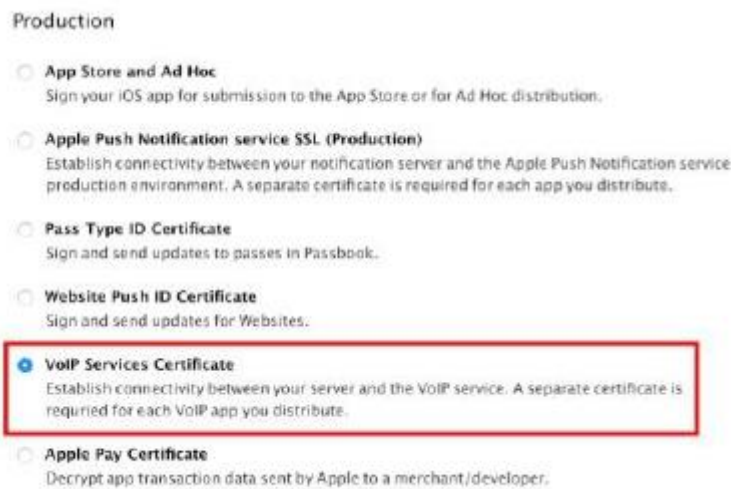 Production
App Store and Ad Hoc
Sign your iOS app for submission to the App Store or for Ad Hoc distribution.
Apple Push Notification service SSL (Production)
Establish connectivity between your notification server and the Apple Push Notification service
production environment. A separate certificate is required for each app you distribute.
Pass Type ID Certificate
Sign and send updates to passes in Passbook.
Website Push ID Certificate
Sign and send updates for Websites.
VoIP Services Certificate
Establish connectivity between your server and the VoIP service. A separate certificate is
requried for each VoIP app you distribute.
Apple Pay Certificate
Decrypt app transaction data sent by Apple to a merchant/developer.